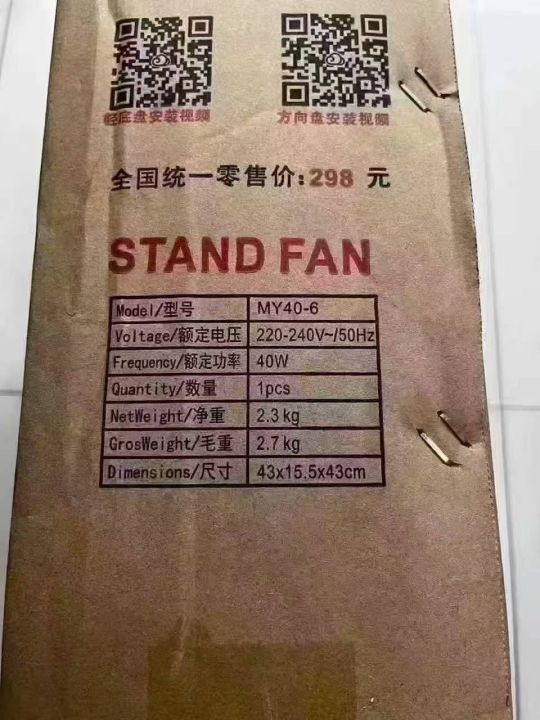 轻底盘安装视频 方向盘安装视频
全国统一零售价:298 元
STAND FAN
Model/型号 MY40-6
Voltage/额定电压 220-240V~/50Hz
Frequency/额定功率 40W
Quantity/数量 1pcs
NetWeight/净重 2.3kg
GrosWeight/毛重 2.7kg
Dimensions/尺寸 43x15.5x43cm